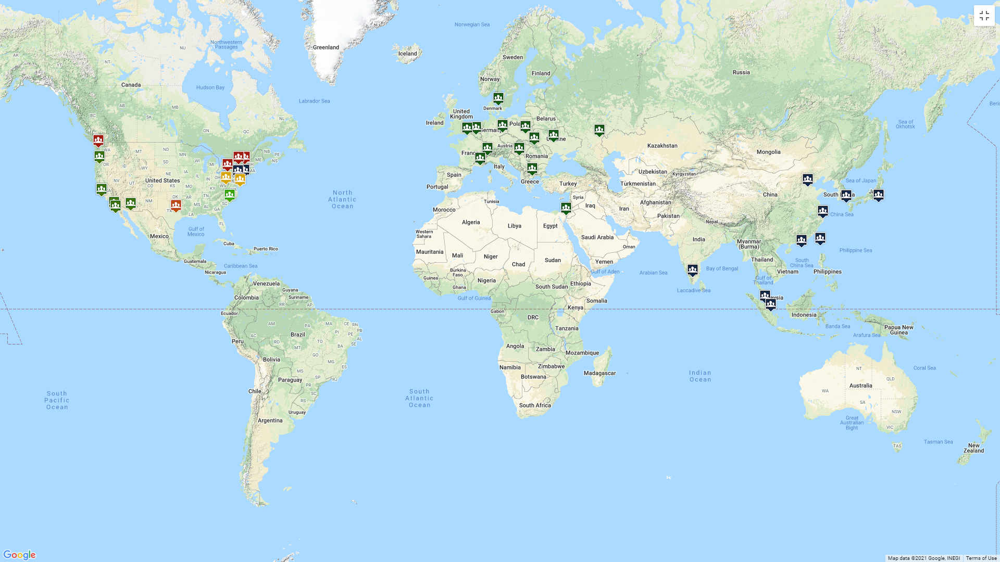 Norwegian Sea
Northwestern
Passages
NU
Greenland
Iceland
Sweden
AK
YT
NT
Finland
Russia
Norway
Canada
Hudson Bay
Labrador Sea
AB
MB
SK
BC
ON
QC
NL
United
Kingdom
Ireland
Denmark
Belarus
Sea of
Okhotsk
Germany
Kazakhstan
Mongolia
WA
MT
ND
MN
NB
PE
NS
ME
OR
ID
SD
WI
MI
WY
IA
NE
NV
UT
CO
United States
IL
IN
OH
MA
KS
MO
WV
OK
NM
AR
TN
NC
SC
MS
AL
GA
TX
LA
FL
Austria
Romania
Italy
Spain
Portugal
Greece
Turkey
Uzbekistan
Kyrgyzstan
Turkmenistan
Sea of Japan
China
North
Atlantic
Ocean
Tunisia
Syria
Iraq
Iran
Afghanistan
Pakistan
Nepal
China Sea
Morocco
Algeria
Libya
Egypt
Western
Sahara
Saudi Arabia
Oman
India
Myanmar
(Burma)
Gulf of
Mexico
Mexico
Cuba
Puerto Rico
Guatemala
Caribbean Sea
Nicaragua
Mauritania
Mali
Niger
Chad
Sudan
Yemen
Gulf of Aden
Arabian Sea
Bay of Bengal
Thailand
South
China Sea
Philippine Sea
Vietnam
Philippines
Gulf of
Thailand
Laccadive Sea
Burkina
Faso
Guinea
Ghana
Nigeria
Gulf of Guinea
South Sudan
Ethiopia
Somalia
Kenya
Venezuela
Guyana
Suriname
Colombia
Ecuador
RR
AP
Gabon
DRC
Tanzania
Indonesia
Banda Sea
Papua New
Guinea
Arafura Sea
AM
PA
MA
CE
RN
PB
PI
PE
AL
SE
AC
Brazil
TO
RO
BA
MT
Peru
GO
MG
Bolivia
ES
MS
SP
RJ
Paraguay
PR
SC
Chile
RS
Uruguay
Argentina
Angola
Zambia
Mozambique
Namibia
Zimbabwe
Botswana
Madagascar
South Africa
South
Pacific
Ocean
South
Atlantic
Ocean
Indian
Ocean
NT
Coral Sea
QLD
Australia
WA
SA
NSW
Great
Australian
Bight
VIC
TAS
Tasman Sea
New
Zealand
Google
Map data ©2021 Google, INEGI
Terms of Use